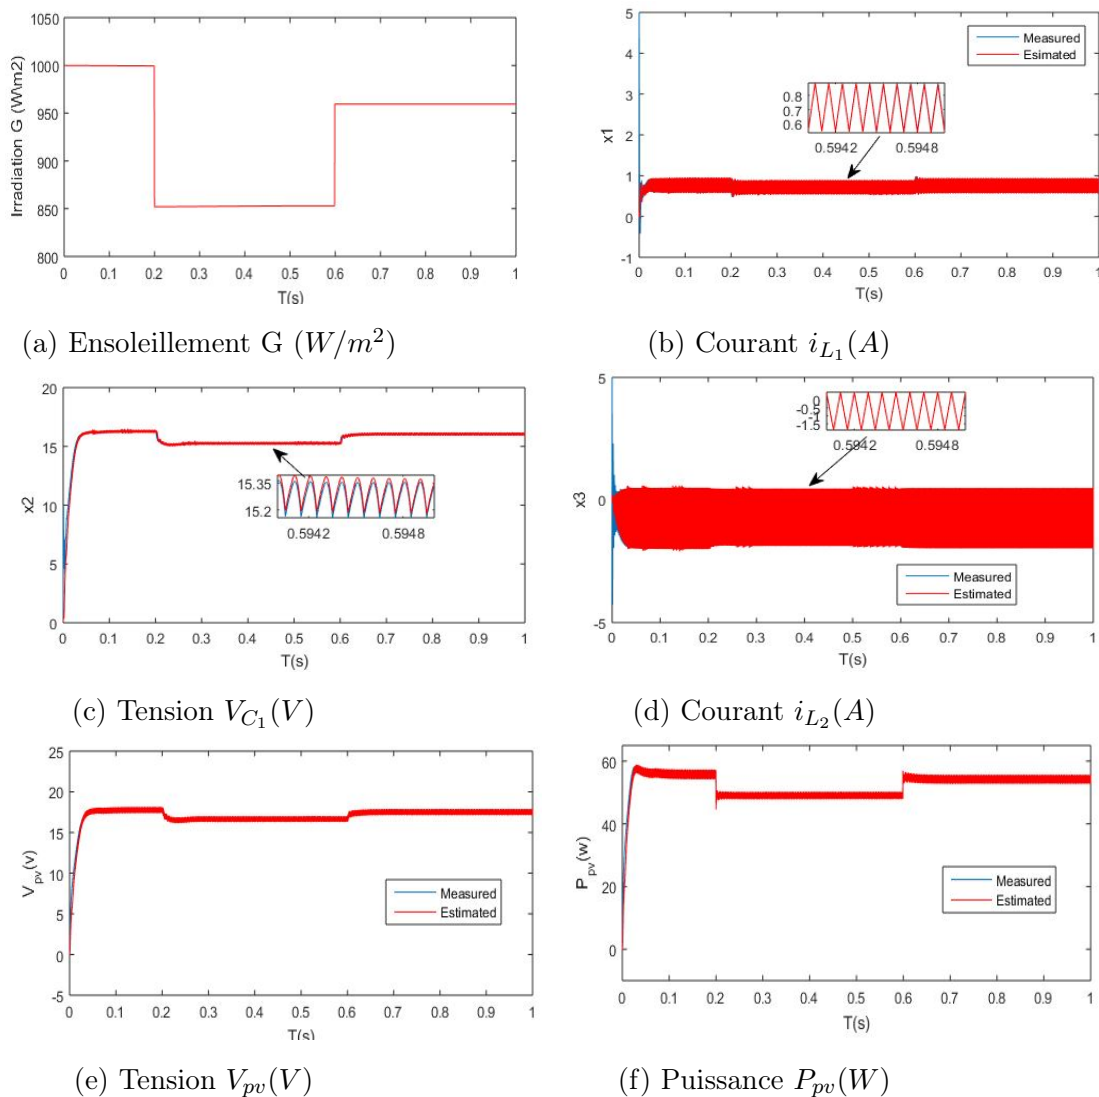 1050
1000
950
900
850
800
Irradiation G (W\m2)
0 0.1 0.2 0.3 0.4 0.5 0.6 0.7 0.8 0.9 1
T(s)
(a) Ensoleillement G (W/m²)
5
4
3
2
1
0
-1
x1
Measured
Esimated
0.8
0.7
0.6
0.5942 0.5948
0 0.1 0.2 0.3 0.4 0.5 0.6 0.7 0.8 0.9 1
T(s)
(b) Courant i_{L_1}(A)
20
15
10
5
0
x2
15.35
15.2
0.5942 0.5948
0 0.1 0.2 0.3 0.4 0.5 0.6 0.7 0.8 0.9 1
T(s)
(c) Tension V_{C_1}(V)
5
0
-5
x3
0
-0.5
-1
-1.5
0.5942 0.5948
Measured
Estimated
0 0.1 0.2 0.3 0.4 0.5 0.6 0.7 0.8 0.9 1
T(s)
(d) Courant i_{L_2}(A)
25
20
15
10
5
0
-5
V_{pv}(v)
Measured
Estimated
0 0.1 0.2 0.3 0.4 0.5 0.6 0.7 0.8 0.9 1
T(s)
(e) Tension V_{pv}(V)
60
40
20
0
P_{pv}(w)
Measured
Estimated
0 0.1 0.2 0.3 0.4 0.5 0.6 0.7 0.8 0.9 1
T(s)
(f) Puissance P_{pv}(W)